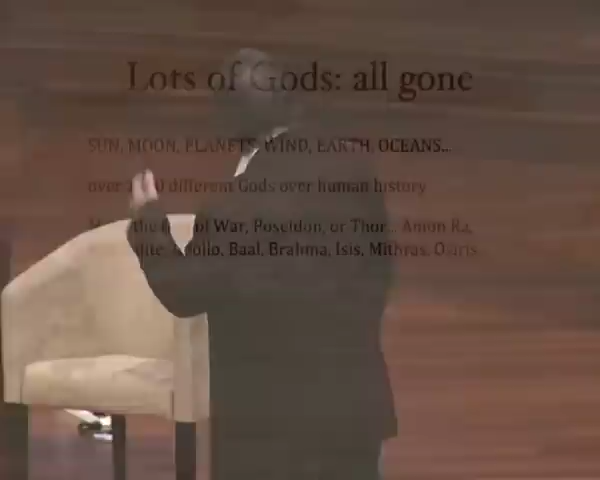 Lots of Gods: all gone
SUN, MOON, PLANETS, WIND, EARTH, OCEANS...
over different Gods over human history
the of War, Poseidon, or Thor... Amon Ra,
Apollo, Baal, Brahma, Isis, Mithras, Osiris